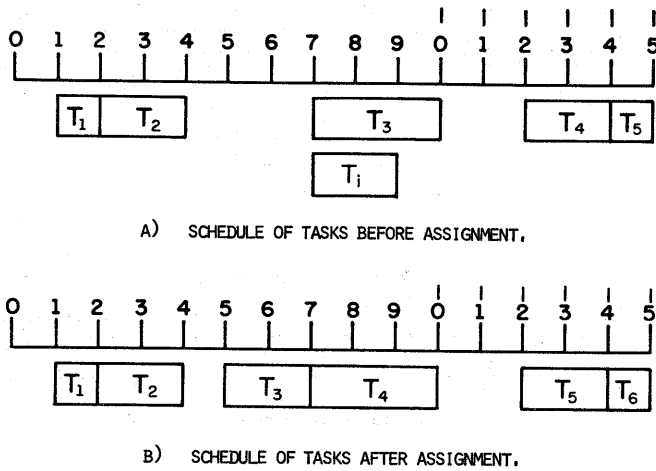 | | | | | |
0 1 2 3 4 5 6 7 8 9 0 1 2 3 4 5
T1 T2 T3 T4 T5
Ti
A) SCHEDULE OF TASKS BEFORE ASSIGNMENT.
| | | | | |
0 1 2 3 4 5 6 7 8 9 0 1 2 3 4 5
T1 T2 T3 T4 T5 T6
B) SCHEDULE OF TASKS AFTER ASSIGNMENT.